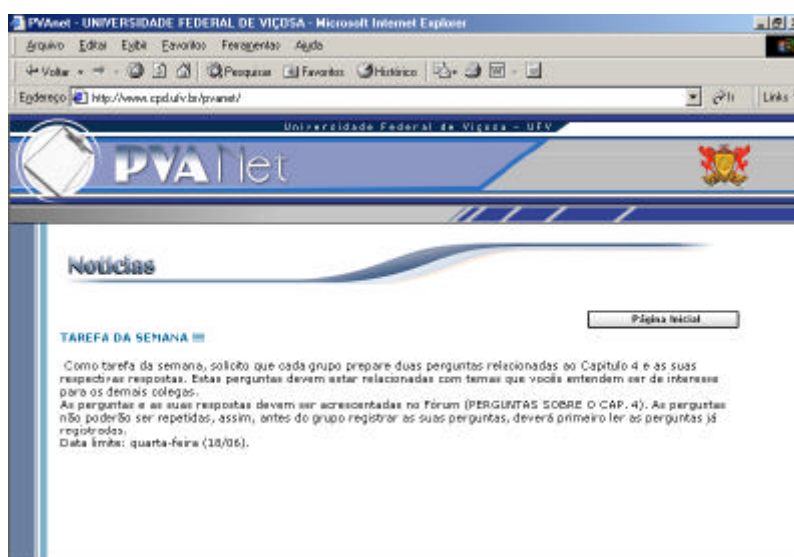 PVAnet - UNIVERSIDADE FEDERAL DE VIÇOSA - Microsoft Internet Explorer
Arquivo Editar Exibir Favoritos Ferramentas Ajuda
Voltar Pesquisar Favoritos Histórico
Endereço http://www.cpd.ufv.br/pvanet/ Ir Links
Universidade Federal de Viçosa - UFV
PVANet
Notícias
Página Inicial
TAREFA DA SEMANA !!!
Como tarefa da semana, solicito que cada grupo prepare duas perguntas relacionadas ao Capítulo 4 e as suas
respectivas respostas. Estas perguntas devem estar relacionadas com temas que vocês entendem ser de interesse
para os demais colegas.
As perguntas e as suas respostas devem ser acrescentadas no Fórum (PERGUNTAS SOBRE O CAP. 4). As perguntas
não poderão ser repetidas, assim, antes do grupo registrar as suas perguntas, deverá primeiro ler as perguntas já
registradas.
Data limite: quarta-feira (18/06).